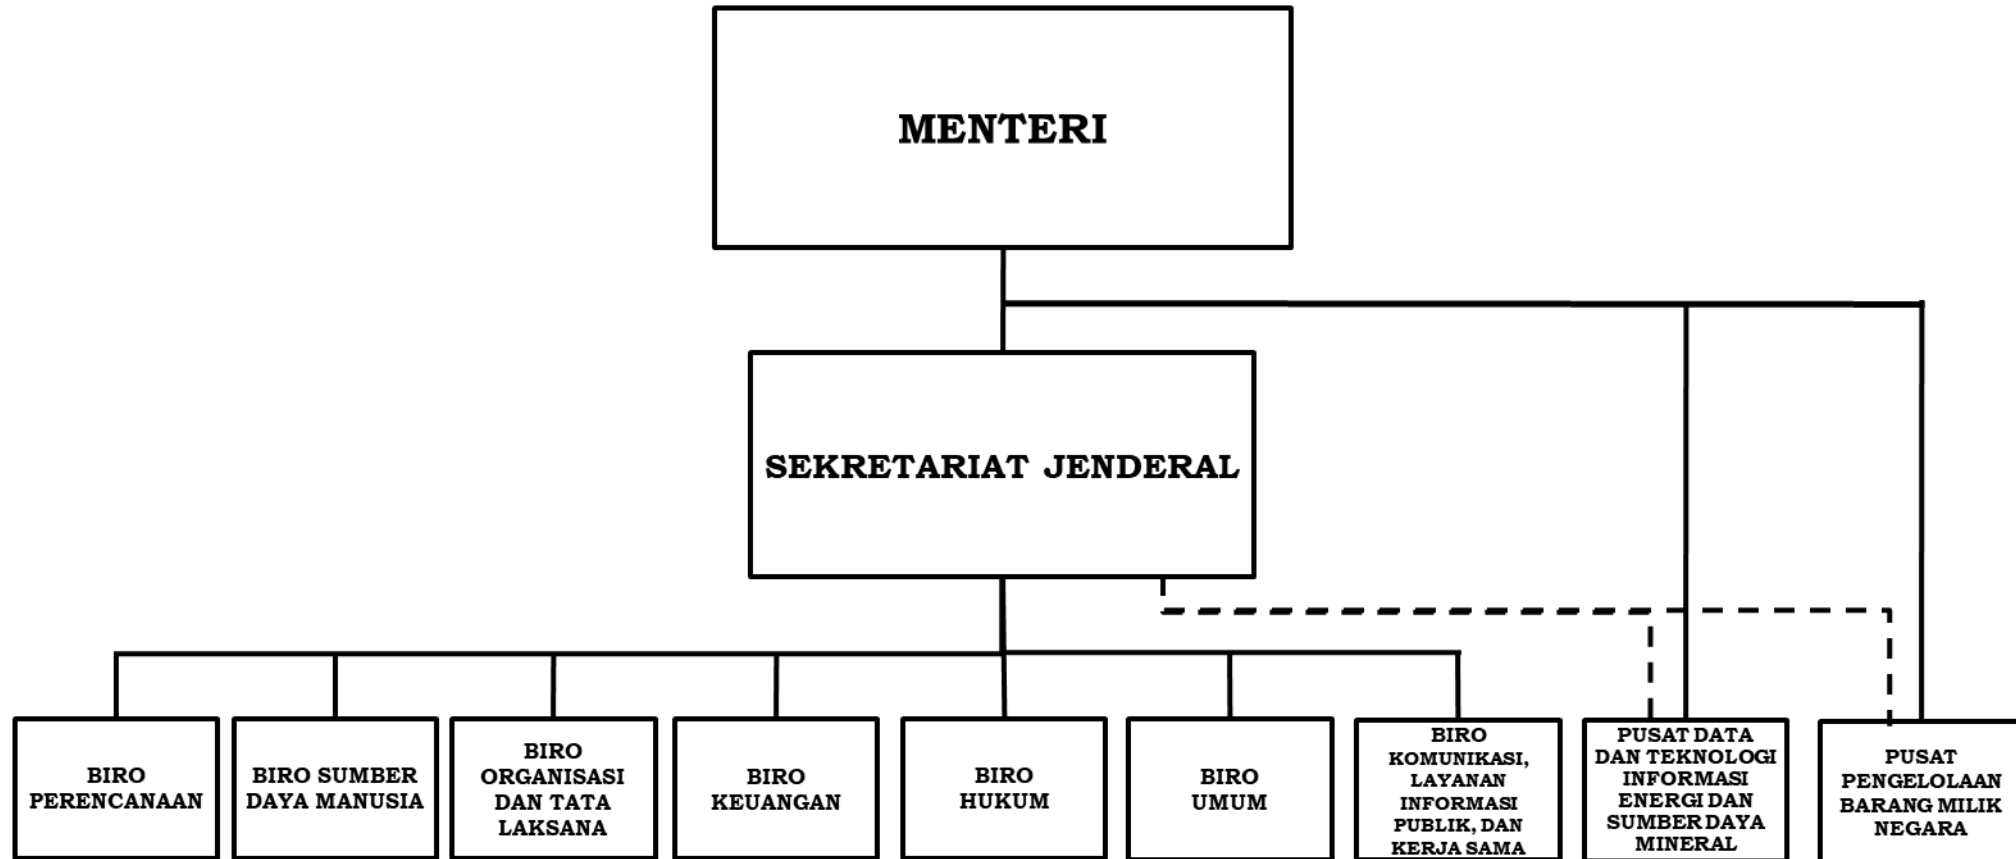 MENTERI
SEKRETARIAT JENDERAL
BIRO
PERENCANAAN
BIRO SUMBER
DAYA MANUSIA
BIRO
ORGANISASI
DAN TATA
LAKSANA
BIRO
KEUANGAN
BIRO
HUKUM
BIRO
UMUM
BIRO
KOMUNIKASI,
LAYANAN
INFORMASI
PUBLIK, DAN
KERJA SAMA
PUSAT DATA
DAN TEKNOLOGI
INFORMASI
ENERGI DAN
SUMBER DAYA
MINERAL
PUSAT
PENGELOLAAN
BARANG MILIK
NEGARA